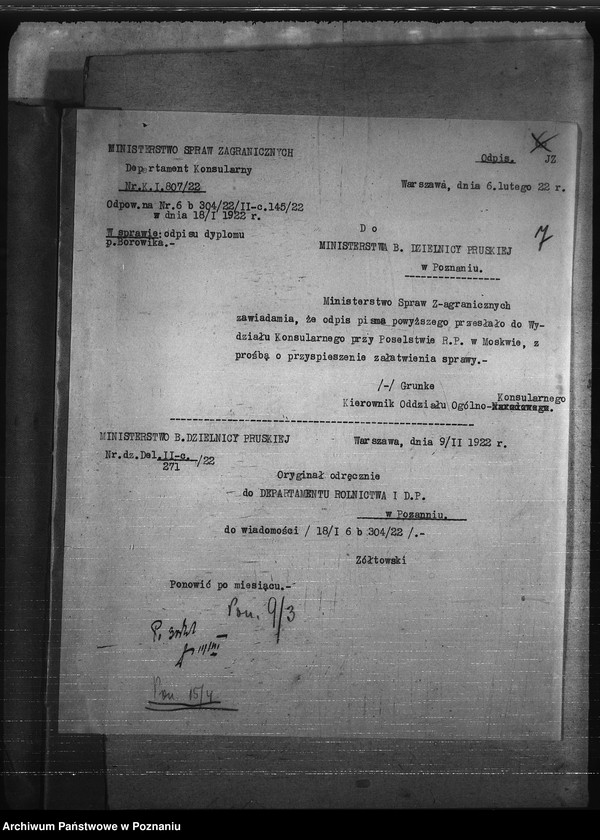 MINISTERSTWO SPRAW ZAGRANICZNYCH
Departament Konsularny
Nr.K.I.807/22
Odpis. JZ
Warszawa, dnia 6.lutego 22 r.
Odpow.na Nr.6 b 304/22/II-c.145/22
w dnia 18/I 1922 r.
W sprawie:odpisu dyplomu
p.Borowika.-
7
Do
MINISTERSTWA B. DZIELNICY PRUSKIEJ
w Poznaniu.
Ministerstwo Spraw Z-agranicznych
zawiadamia, że odpis pisma powyższego przesłało do Wy-
działu Konsularnego przy Poselstwie R.P. w Moskwie, z
prośbą o przyspieszenie załatwienia sprawy.-
/-/ Grunke
Konsularnego
Kierownik Oddziału Ogólno-
MINISTERSTWO B.DZIELNICY PRUSKIEJ
Warszawa, dnia 9/II 1922 r.
Nr.dz.Del.II-c./22
271
Oryginał odręcznie
do DEPARTAMENTU ROLNICTWA I D.P.
w Pozanniu.
do wiadomości / 18/I 6 b 304/22 /.-
Zółtowski
Ponowić po miesiącu.-
Pon. 9/3
Pon 15/4
Archiwum Państwowe w Poznaniu